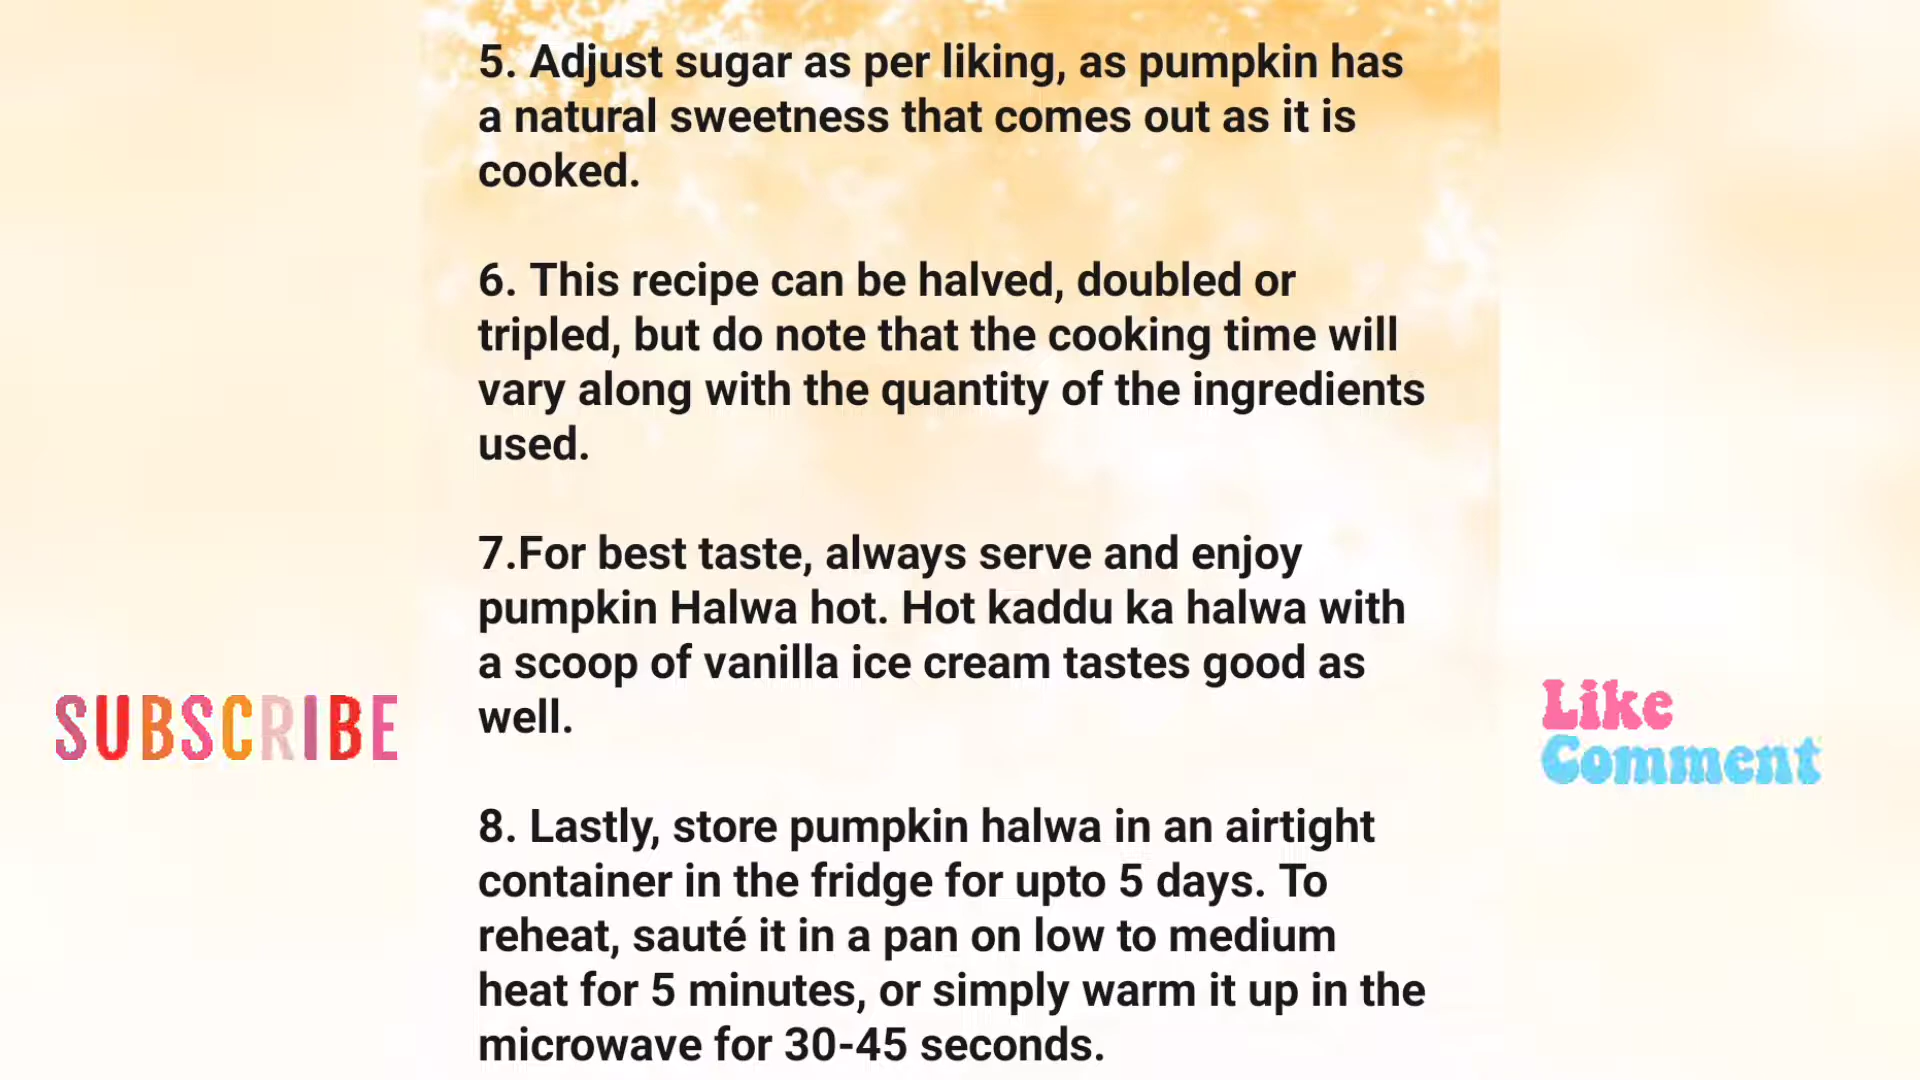 5. Adjust sugar as per liking, as pumpkin has
a natural sweetness that comes out as it is
cooked.
6. This recipe can be halved, doubled or
tripled, but do note that the cooking time will
vary along with the quantity of the ingredients
used.
7.For best taste, always serve and enjoy
pumpkin Halwa hot. Hot kaddu ka halwa with
a scoop of vanilla ice cream tastes good as
well.
8. Lastly, store pumpkin halwa in an airtight
container in the fridge for upto 5 days. To
reheat, sauté it in a pan on low to medium
heat for 5 minutes, or simply warm it up in the
microwave for 30-45 seconds.
SUBSCRIBE
Like
Comment